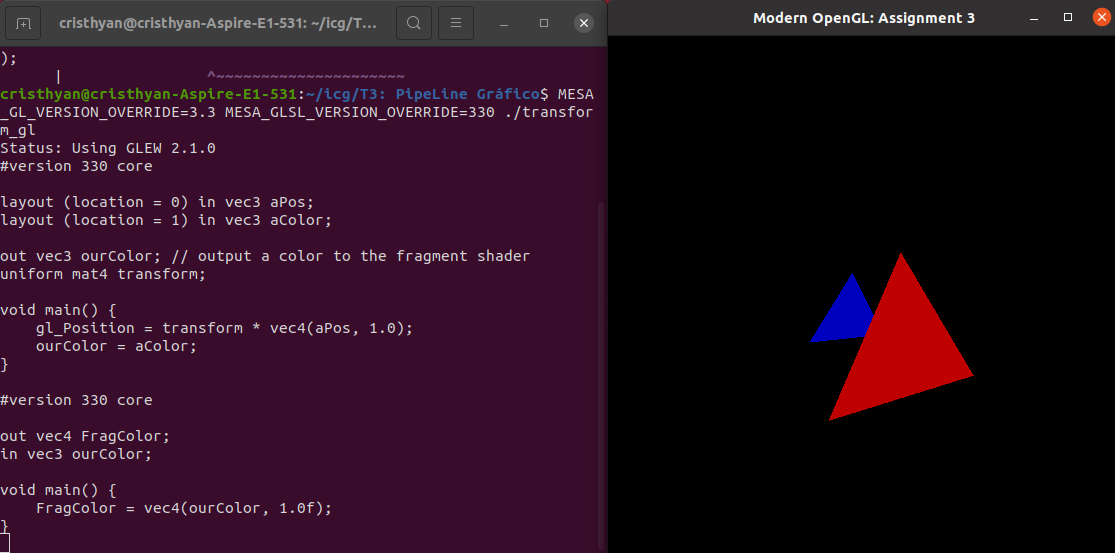 cristhyan@cristhyan-Aspire-E1-531: ~/icg/T...
Modern OpenGL: Assignment 3
);
| ^~~~~~~~~~~~~~~~~~~~~~
cristhyan@cristhyan-Aspire-E1-531:~/icg/T3: PipeLine Gráfico$ MESA
_GL_VERSION_OVERRIDE=3.3 MESA_GLSL_VERSION_OVERRIDE=330 ./transfor
m_gl
Status: Using GLEW 2.1.0
#version 330 core
layout (location = 0) in vec3 aPos;
layout (location = 1) in vec3 aColor;
out vec3 ourColor; // output a color to the fragment shader
uniform mat4 transform;
void main() {
    gl_Position = transform * vec4(aPos, 1.0);
    ourColor = aColor;
}
#version 330 core
out vec4 FragColor;
in vec3 ourColor;
void main() {
    FragColor = vec4(ourColor, 1.0f);
}